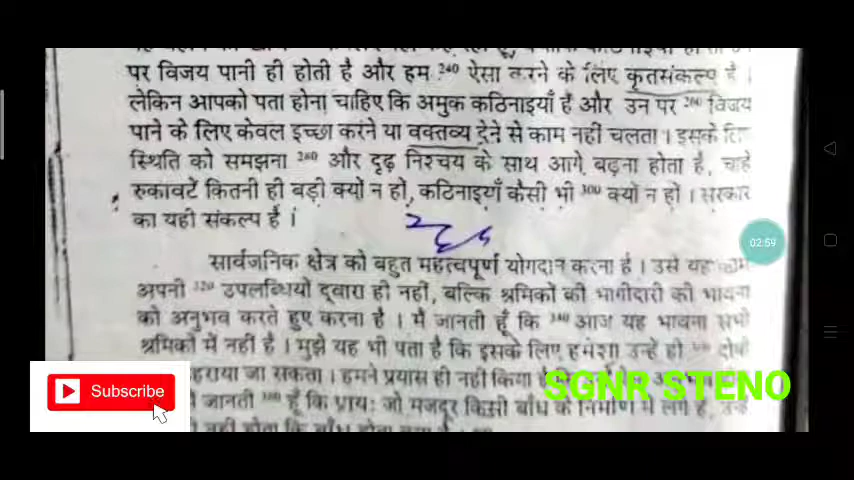 पर विजय पानी ही होती है और हम 240 ऐसा करने के लिए कृतसंकल्प है।
लेकिन आपको पता होना चाहिए कि अमुक कठिनाइयाँ हैं और उन पर 260 विजय
पाने के लिए केवल इच्छा करने या वक्तव्य देने से काम नहीं चलता। इसके
स्थिति को समझना 280 और दृढ़ निश्चय के साथ आगे बढ़ना होता है, चाहे
रुकावटें कितनी ही बड़ी क्यों न हो, कठिनाइयाँ कैसी भी 300 क्यों न हों। सरकार
का यही संकल्प है।
02:59
सार्वजनिक क्षेत्र को बहुत महत्वपूर्ण योगदान करना है। उसे यह काम
अपनी 320 उपलब्धियों द्वारा ही नहीं, बल्कि श्रमिकों की भागीदारी की भावना
को अनुभव करते हुए करना है। मैं जानती हूँ कि 340 आज यह भावना सभी
श्रमिकों में नहीं है। मुझे यह भी पता है कि इसके लिए हमेशा उन्हें ही दोषी
जा सकता। हमने प्रयास ही नहीं किया
जानती हूँ कि प्रायः जो मजदूर किसी बाँध के निर्माण में लगे हैं, उन्हें
Subscribe
SGNR STENO